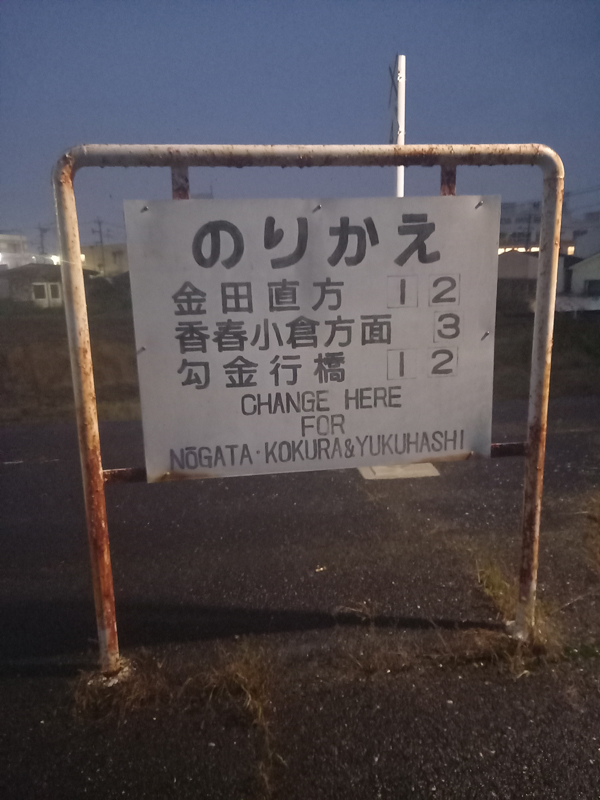 のりかえ
金田直方 1 2
香春小倉方面 3
勾金行橋 1 2
CHANGE HERE
FOR
NŌGATA・KOKURA&YUKUHASHI